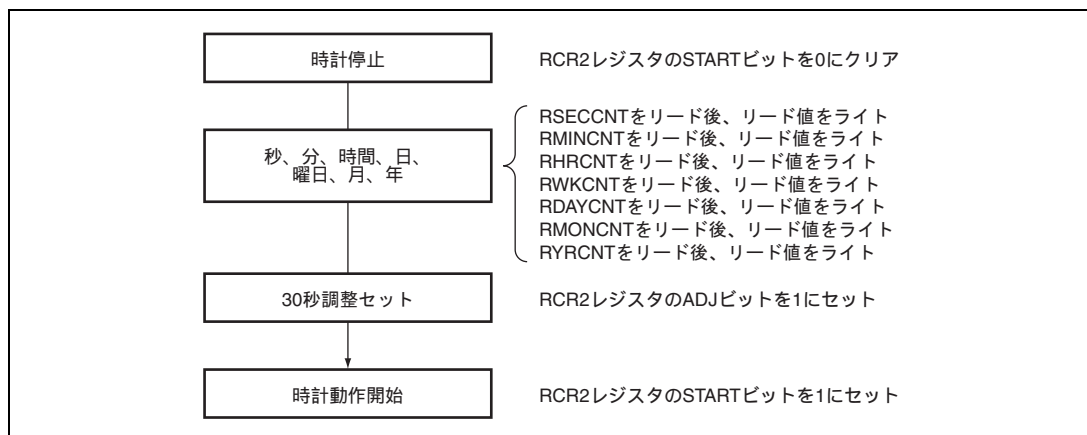 時計停止
RCR2レジスタのSTARTビットを0にクリア
秒、分、時間、日、
曜日、月、年
RSECCNTをリード後、リード値をライト
RMINCNTをリード後、リード値をライト
RHRCNTをリード後、リード値をライト
RWKCNTをリード後、リード値をライト
RDAYCNTをリード後、リード値をライト
RMONCNTをリード後、リード値をライト
RYRCNTをリード後、リード値をライト
30秒調整セット
RCR2レジスタのADJビットを1にセット
時計動作開始
RCR2レジスタのSTARTビットを1にセット